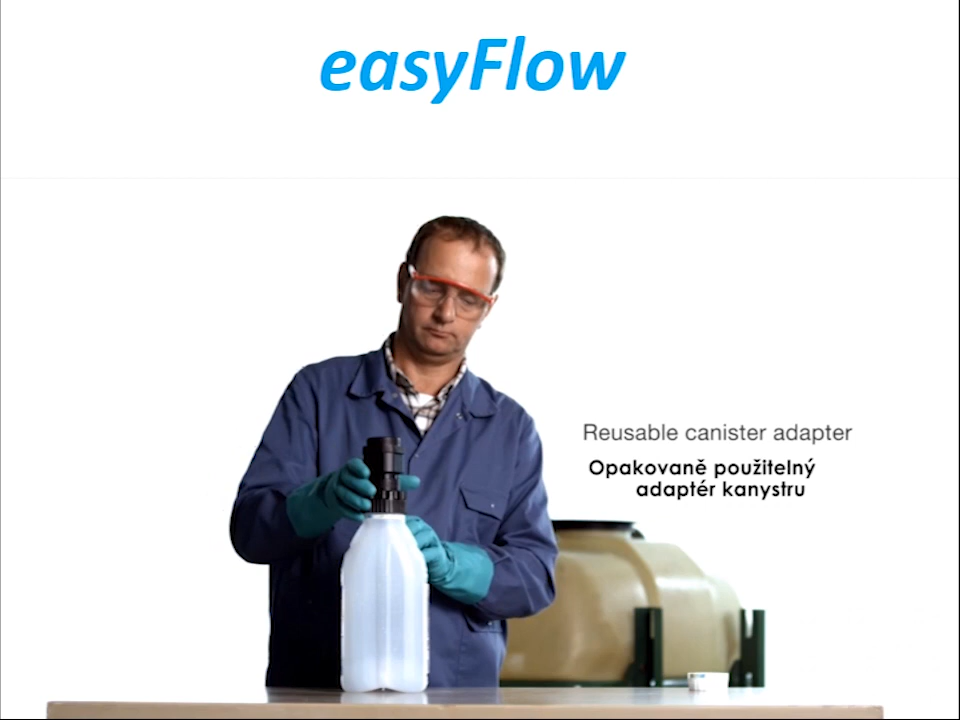 easyFlow
Reusable canister adapter
Opakovaně použitelný
adaptér kanystru